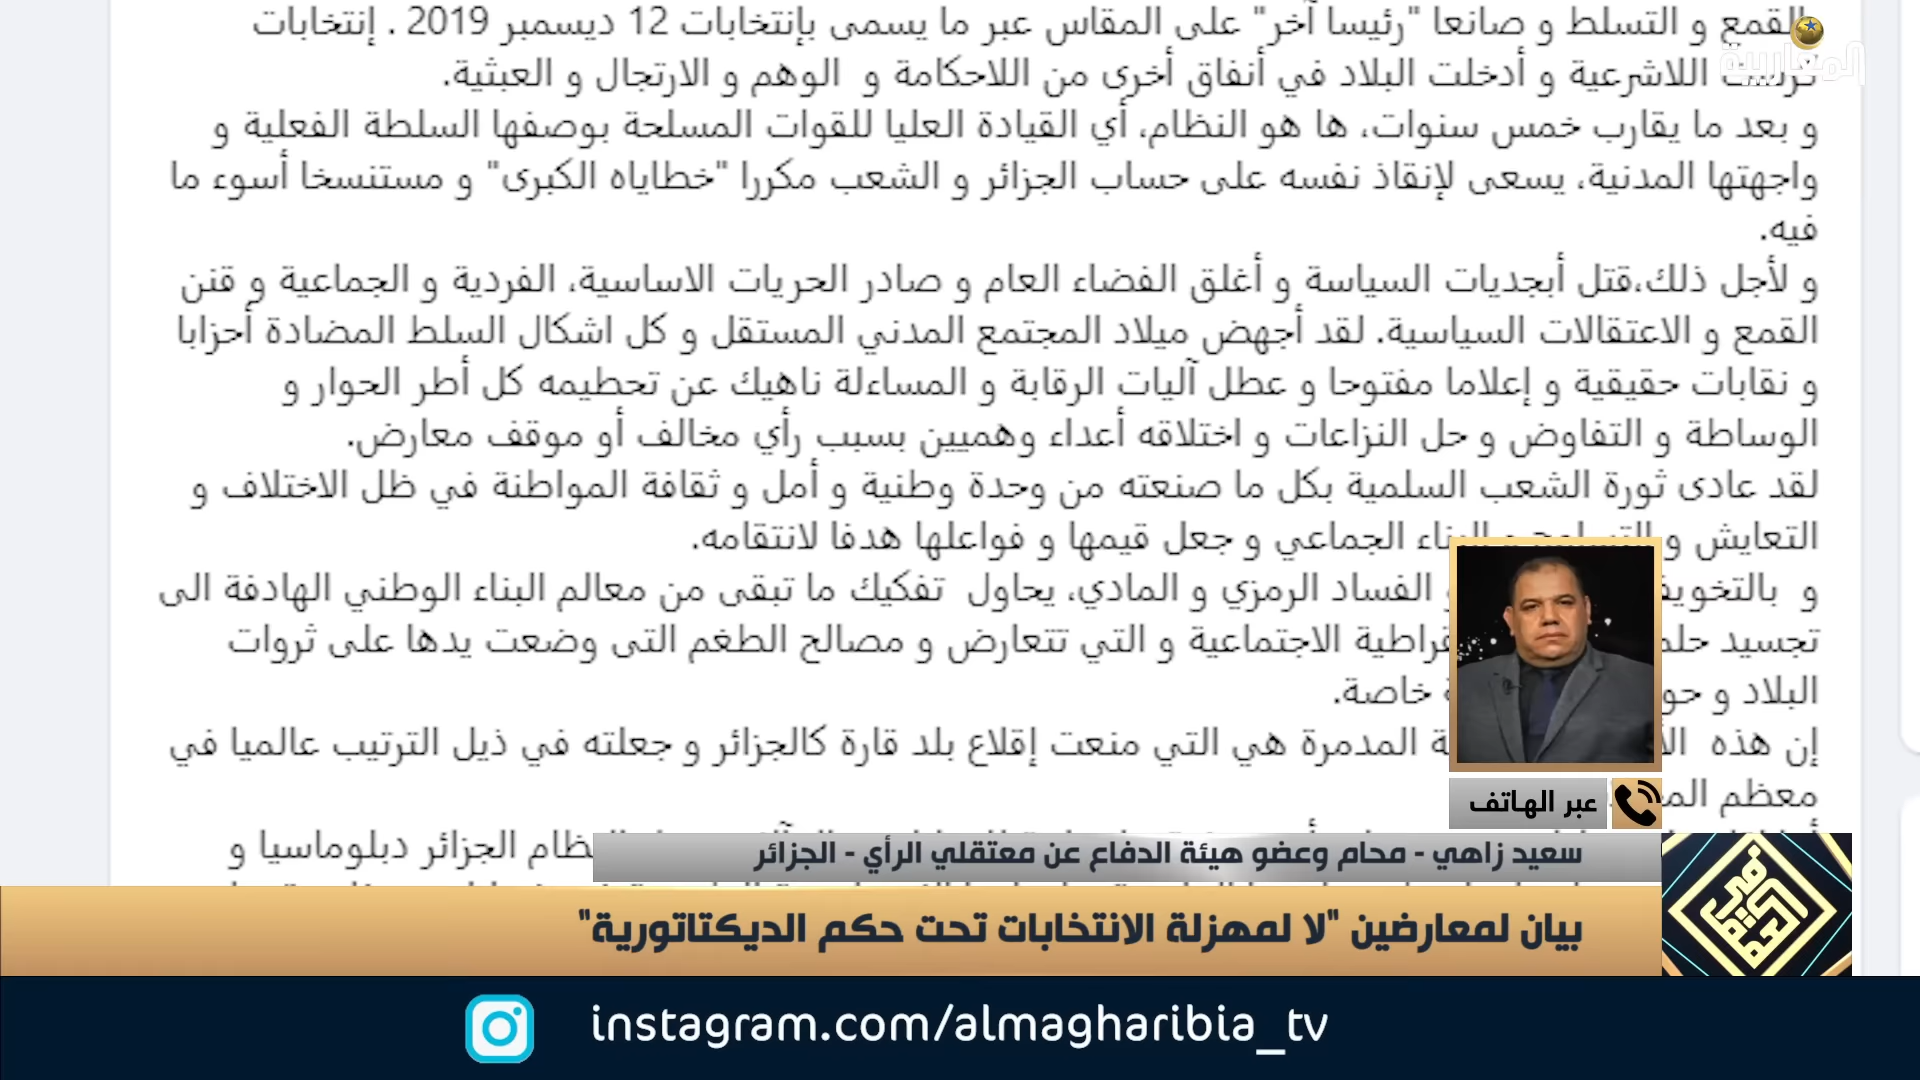 القمع و التسلط و صانعا "رئيسا آخر" على المقاس عبر ما يسمى بإنتخابات 12 ديسمبر 2019 . إنتخابات
المغاربية
اللاشرعية و أدخلت البلاد في أنفاق أخرى من اللاحكامة و الوهم و الارتجال و العبثية.
و بعد ما يقارب خمس سنوات، ها هو النظام، أي القيادة العليا للقوات المسلحة بوصفها السلطة الفعلية و
واجهتها المدنية، يسعى لإنقاذ نفسه على حساب الجزائر و الشعب مكررا "خطاياه الكبرى" و مستنسخا أسوء ما
فيه.
و لأجل ذلك،قتل أبجديات السياسة و أغلق الفضاء العام و صادر الحريات الاساسية، الفردية و الجماعية و قنن
القمع و الاعتقالات السياسية. لقد أجهض ميلاد المجتمع المدني المستقل و كل اشكال السلط المضادة أحزابا
و نقابات حقيقية و إعلاما مفتوحا و عطل آليات الرقابة و المساءلة ناهيك عن تحطيمه كل أطر الحوار و
الوساطة و التفاوض و حل النزاعات و اختلاقه أعداء وهميين بسبب رأي مخالف أو موقف معارض.
لقد عادى ثورة الشعب السلمية بكل ما صنعته من وحدة وطنية و أمل و ثقافة المواطنة في ظل الاختلاف و
التعايش و الجماعي و جعل قيمها و فواعلها هدفا لانتقامه.
و الفساد الرمزي و المادي، يحاول تفكيك ما تبقى من معالم البناء الوطني الهادفة الى
تجسيد الاجتماعية و التي تتعارض و مصالح الطغم التى وضعت يدها على ثروات
البلاد و خاصة.
إن هذه المدمرة هي التي منعت إقلاع بلد قارة كالجزائر و جعلته في ذيل الترتيب عالميا في
معظم
عبر الهاتف
الجزائر دبلوماسيا و
سعيد زاهي - محام وعضو هيئة الدفاع عن معتقلي الرأي - الجزائر
بيان لمعارضين "لا لمهزلة الانتخابات تحت حكم الديكتاتورية"
في العمق
instagram.com/almagharibia_tv